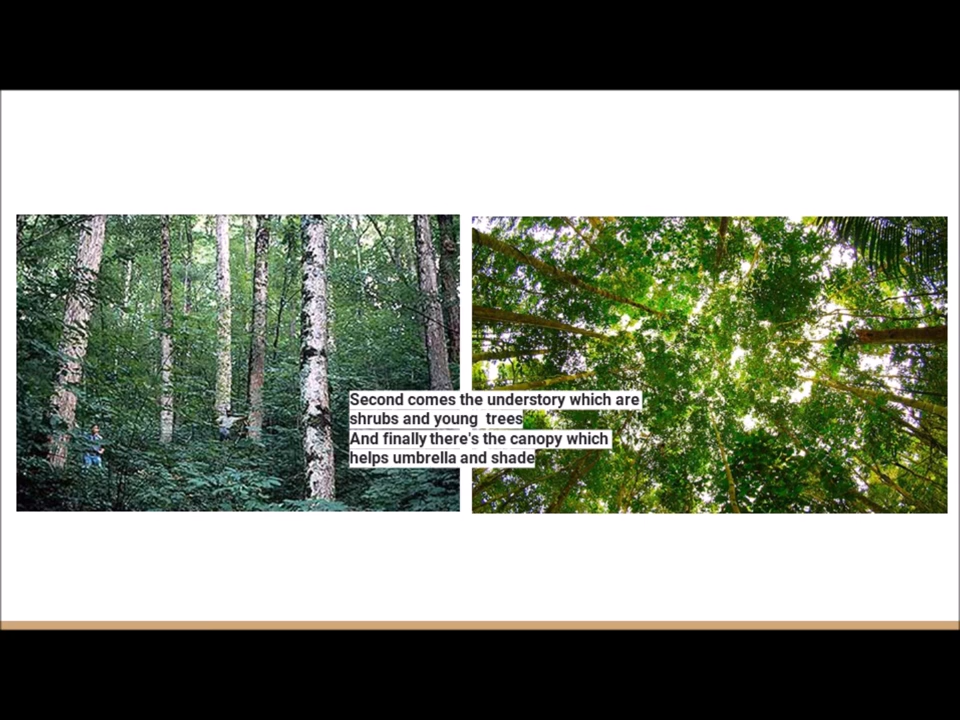 Second comes the understory which are
shrubs and young  trees
And finally there's the canopy which
helps umbrella and shade